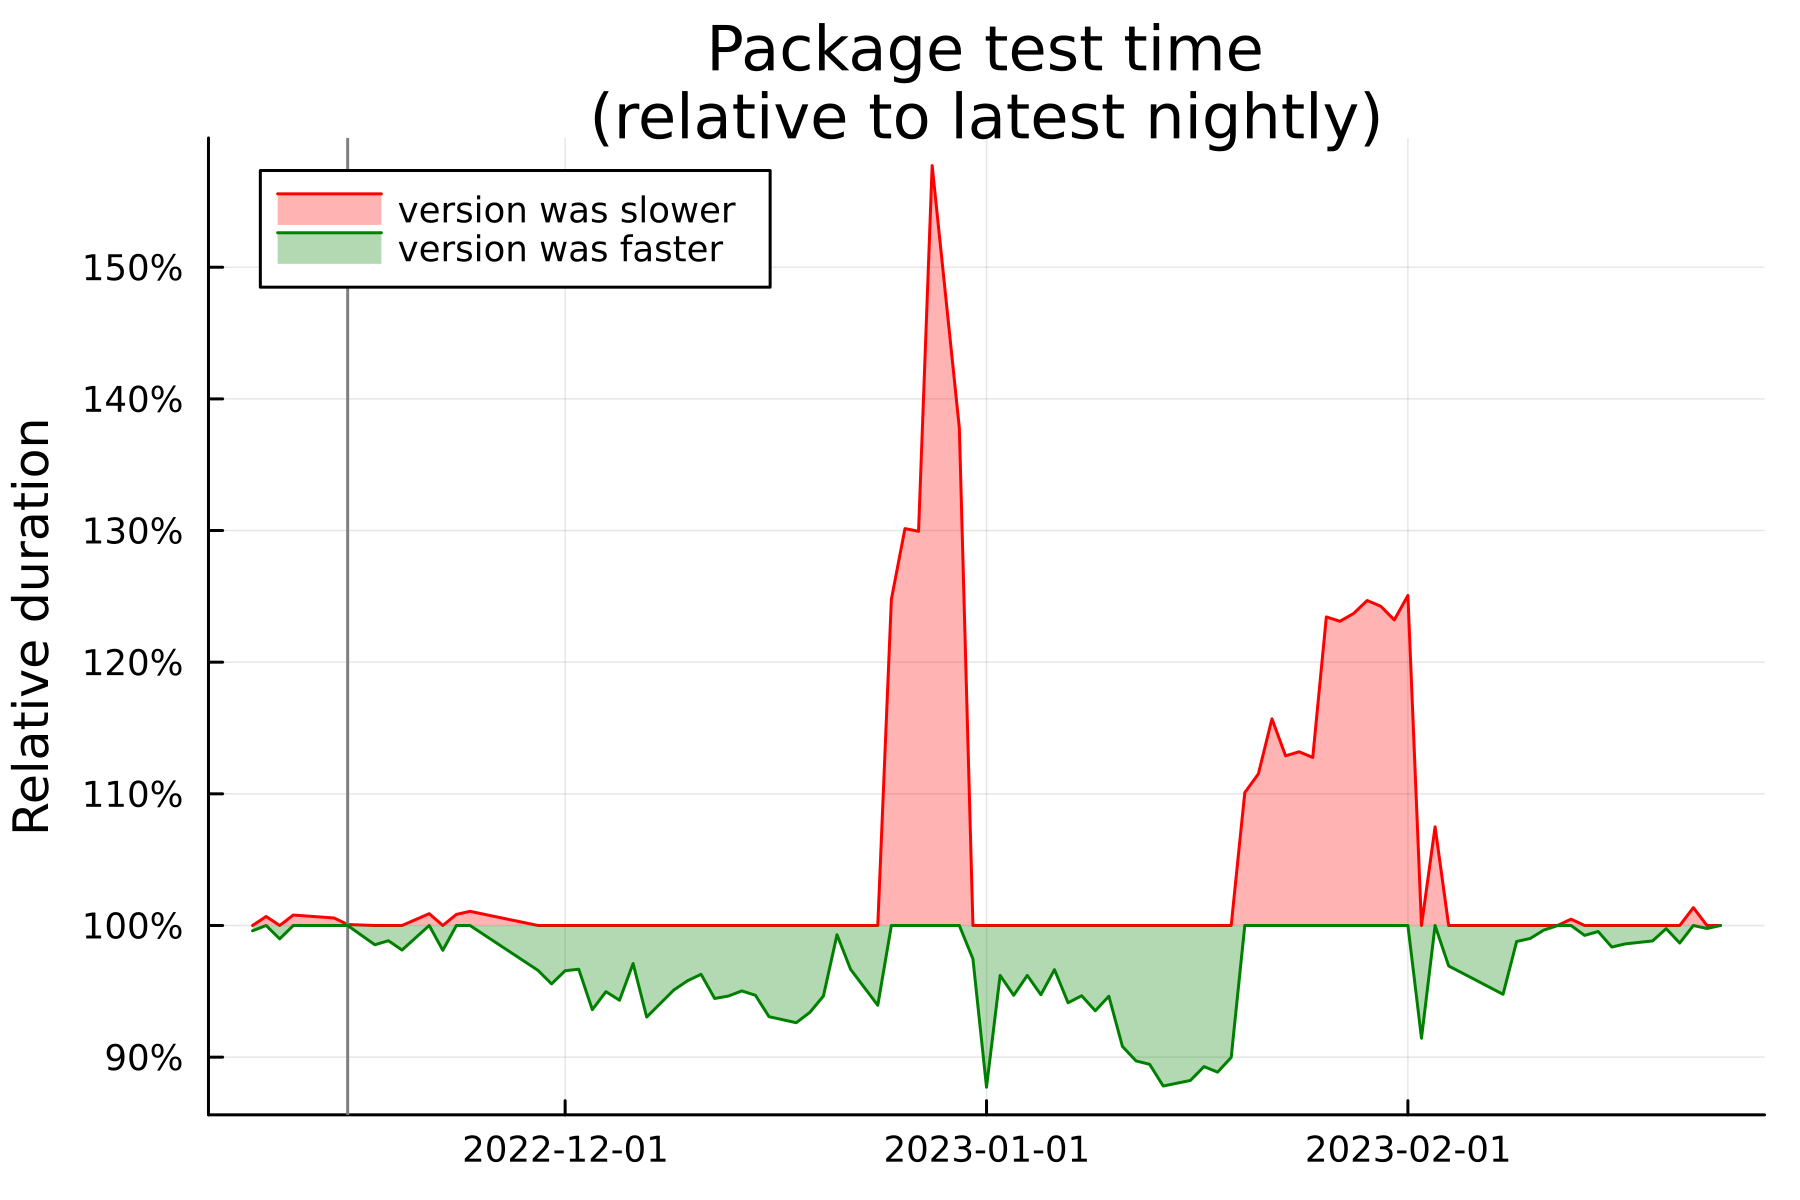 Package test time
(relative to latest nightly)
version was slower
version was faster
Relative duration
150%
140%
130%
120%
110%
100%
90%
2022-12-01
2023-01-01
2023-02-01